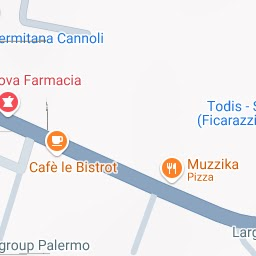 ermitana Cannoli
ova Farmacia
Todis - S
(Ficarazzi
Cafè le Bistrot
Muzzika
Pizza
Larg
group Palermo